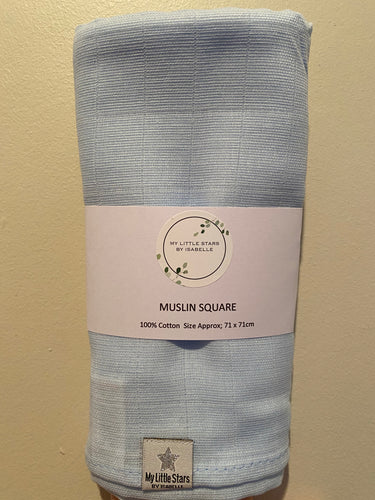 MY LITTLE STARS
BY ISABELLE
MUSLIN SQUARE
100% Cotton Size Approx; 71 x 71cm
My Little Stars
BY ISABELLE